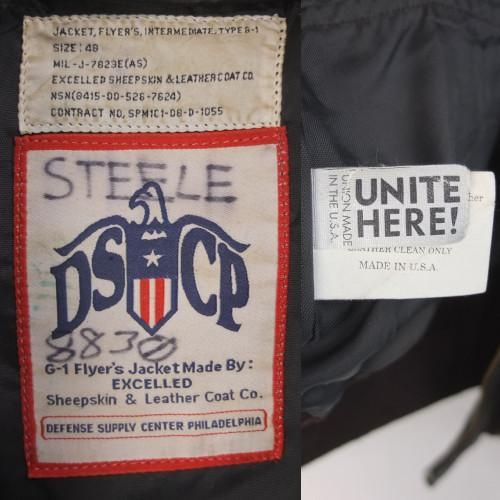 JACKET, FLYER'S, INTERMEDIATE, TYPE G-1
SIZE: 48
MIL-J-7823E(AS)
EXCELLED SHEEPSKIN & LEATHER COAT CO.
NSN(8415-00-526-7624)
CONTRACT NO, SPM1C1-08-D-1055
STEELE
DSCP
8830
G-1 Flyer's Jacket Made By:
EXCELLED
Sheepskin & Leather Coat Co.
DEFENSE SUPPLY CENTER PHILADELPHIA
UNION MADE
IN THE U.S.A.
UNITE
HERE!
LEATHER CLEAN ONLY
MADE IN U.S.A.